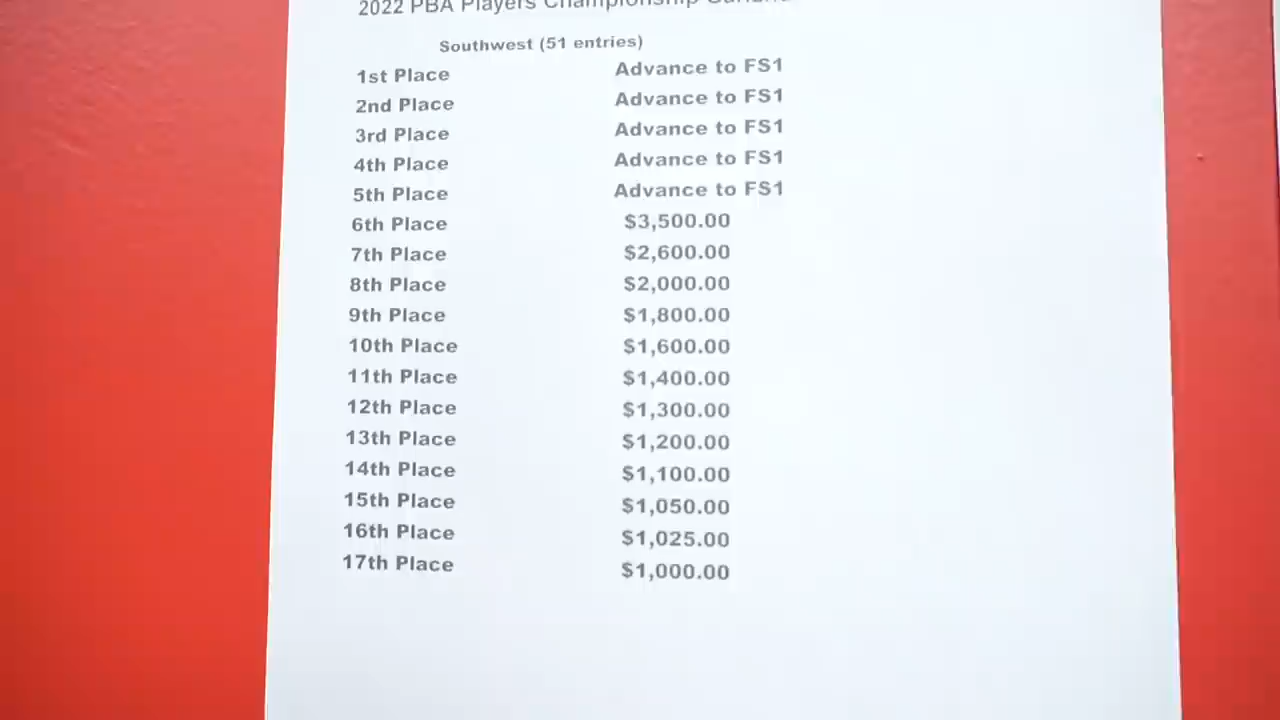 2022 PBA Players Championship
Southwest (51 entries)
1st Place Advance to FS1
2nd Place Advance to FS1
3rd Place Advance to FS1
4th Place Advance to FS1
5th Place Advance to FS1
6th Place $3,500.00
7th Place $2,600.00
8th Place $2,000.00
9th Place $1,800.00
10th Place $1,600.00
11th Place $1,400.00
12th Place $1,300.00
13th Place $1,200.00
14th Place $1,100.00
15th Place $1,050.00
16th Place $1,025.00
17th Place $1,000.00